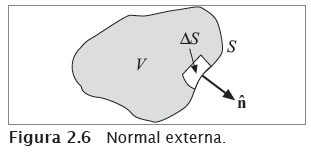 ΔS
S
V
n̂
Figura 2.6 Normal externa.